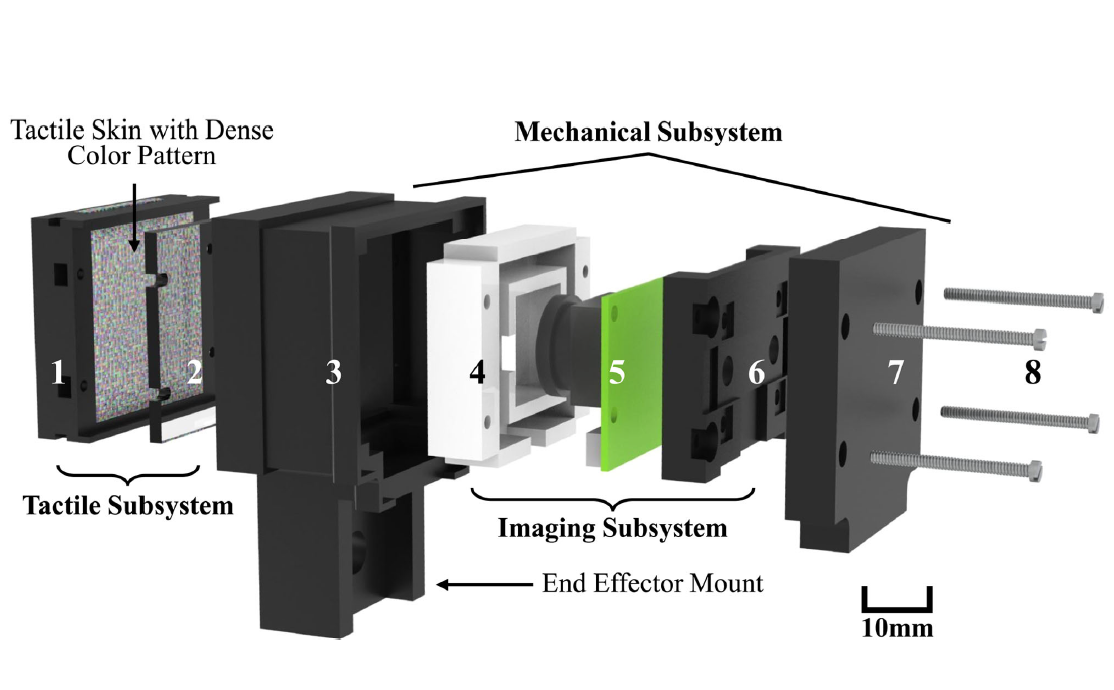 Tactile Skin with Dense
Color Pattern
Mechanical Subsystem
1
2
3
4
5
6
7
8
Tactile Subsystem
Imaging Subsystem
End Effector Mount
10mm